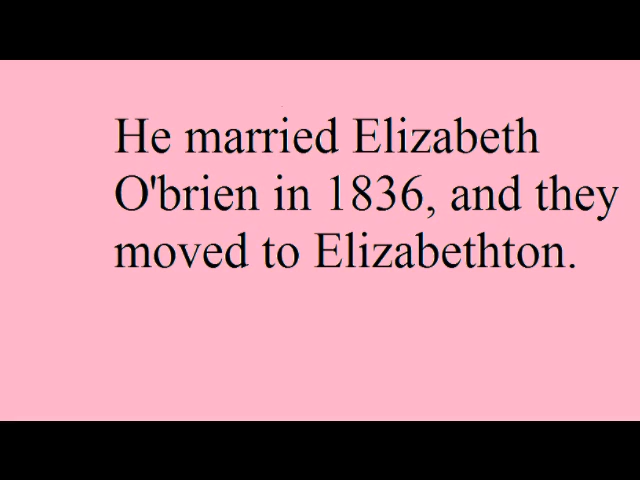 He married Elizabeth
O'brien in 1836, and they
moved to Elizabethton.